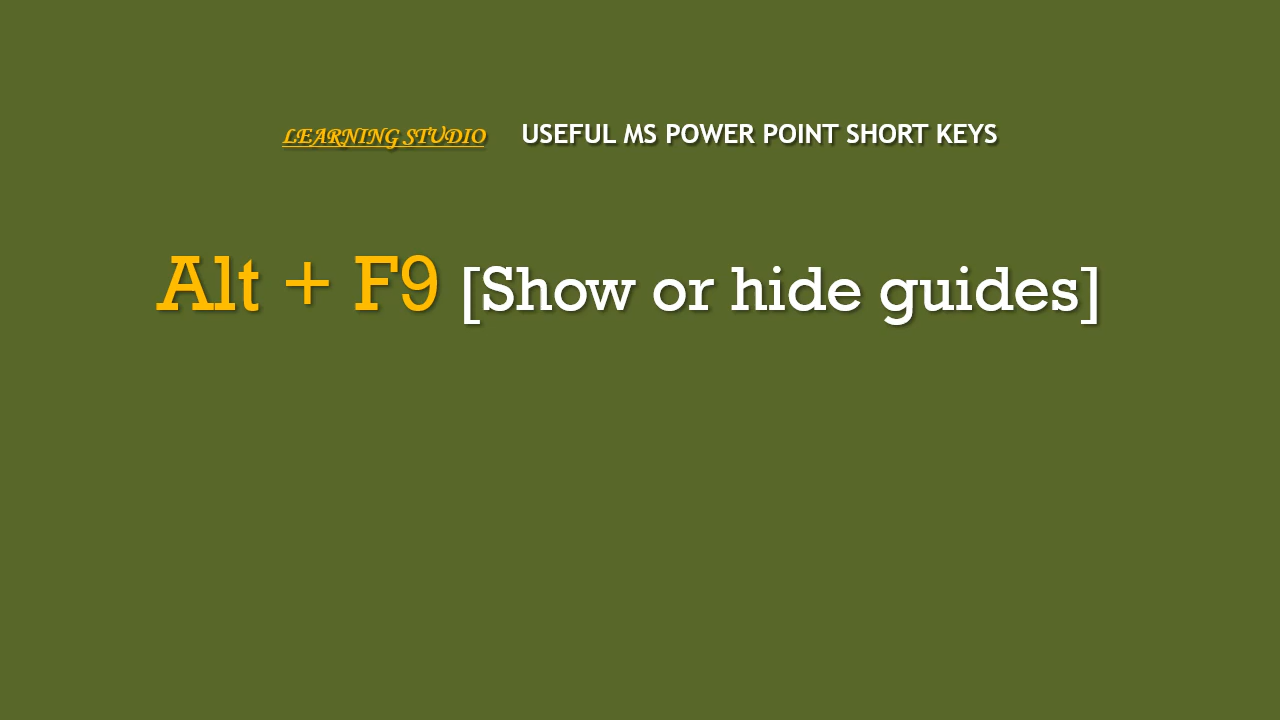 LEARNING STUDIO USEFUL MS POWER POINT SHORT KEYS
Alt + F9 [Show or hide guides]